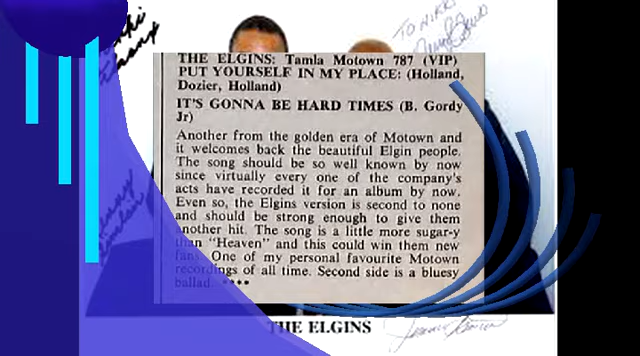 TO NIKKI
THE ELGINS: Tamla Motown 787 (VIP)
PUT YOURSELF IN MY PLACE: (Holland,
Dozier, Holland)
IT'S GONNA BE HARD TIMES (B. Gordy
Jr)
Another from the golden era of Motown and
it welcomes back the beautiful Elgin people.
The song should be so well known by now
since virtually every one of the company's
acts have recorded it for an album by now.
Even so, the Elgins version is second to none
and should be strong enough to give them
another hit. The song is a little more sugar-y
than "Heaven" and this could win them new
fans. One of my personal favourite Motown
recordings of all time. Second side is a bluesy
ballad. ••••
THE ELGINS